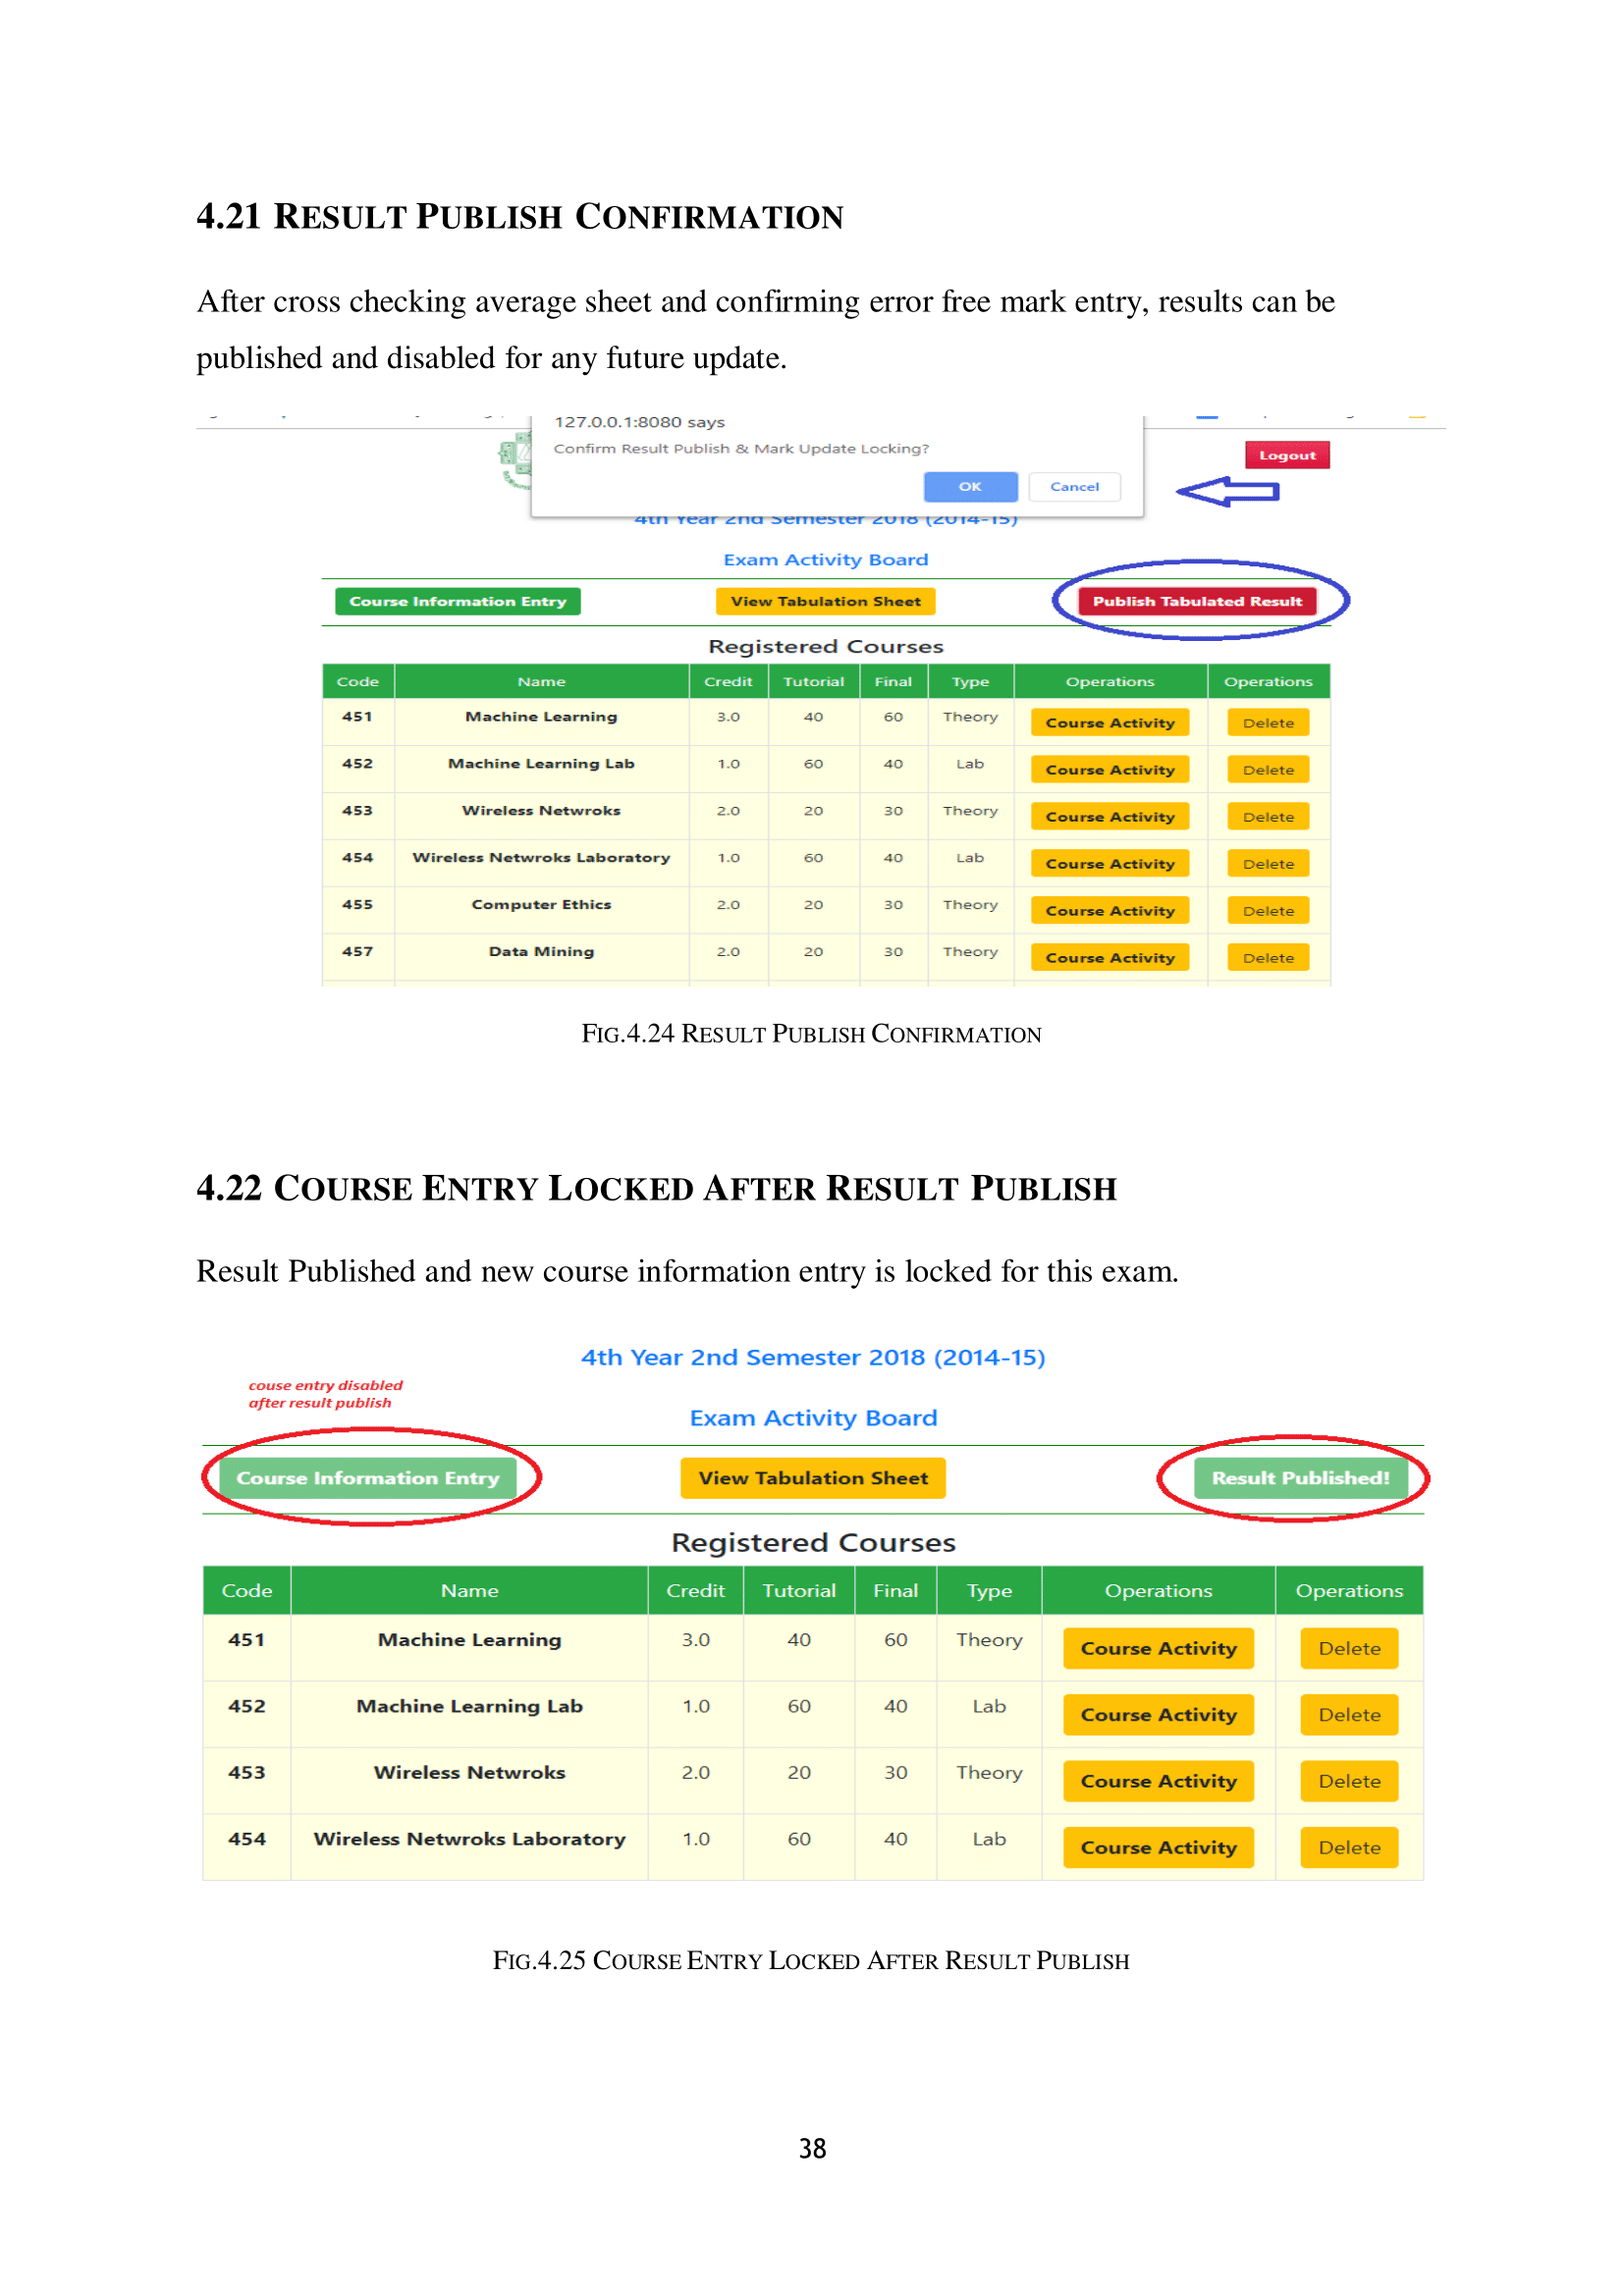 4.21 RESULT PUBLISH CONFIRMATION
After cross checking average sheet and confirming error free mark entry, results can be
published and disabled for any future update.
127.0.0.1:8080 says
Confirm Result Publish & Mark Update Locking?
Logout
OK Cancel
4th Year 2nd Semester 2018 (2014-15)
Exam Activity Board
Course Information Entry View Tabulation Sheet Publish Tabulated Result
Registered Courses
Code Name Credit Tutorial Final Type Operations Operations
451 Machine Learning 3.0 40 60 Theory Course Activity Delete
452 Machine Learning Lab 1.0 60 40 Lab Course Activity Delete
453 Wireless Netwroks 2.0 20 30 Theory Course Activity Delete
454 Wireless Netwroks Laboratory 1.0 60 40 Lab Course Activity Delete
455 Computer Ethics 2.0 20 30 Theory Course Activity Delete
457 Data Mining 2.0 20 30 Theory Course Activity Delete
FIG.4.24 RESULT PUBLISH CONFIRMATION
4.22 COURSE ENTRY LOCKED AFTER RESULT PUBLISH
Result Published and new course information entry is locked for this exam.
4th Year 2nd Semester 2018 (2014-15)
couse entry disabled
after result publish
Exam Activity Board
Course Information Entry View Tabulation Sheet Result Published!
Registered Courses
Code Name Credit Tutorial Final Type Operations Operations
451 Machine Learning 3.0 40 60 Theory Course Activity Delete
452 Machine Learning Lab 1.0 60 40 Lab Course Activity Delete
453 Wireless Netwroks 2.0 20 30 Theory Course Activity Delete
454 Wireless Netwroks Laboratory 1.0 60 40 Lab Course Activity Delete
FIG.4.25 COURSE ENTRY LOCKED AFTER RESULT PUBLISH
38